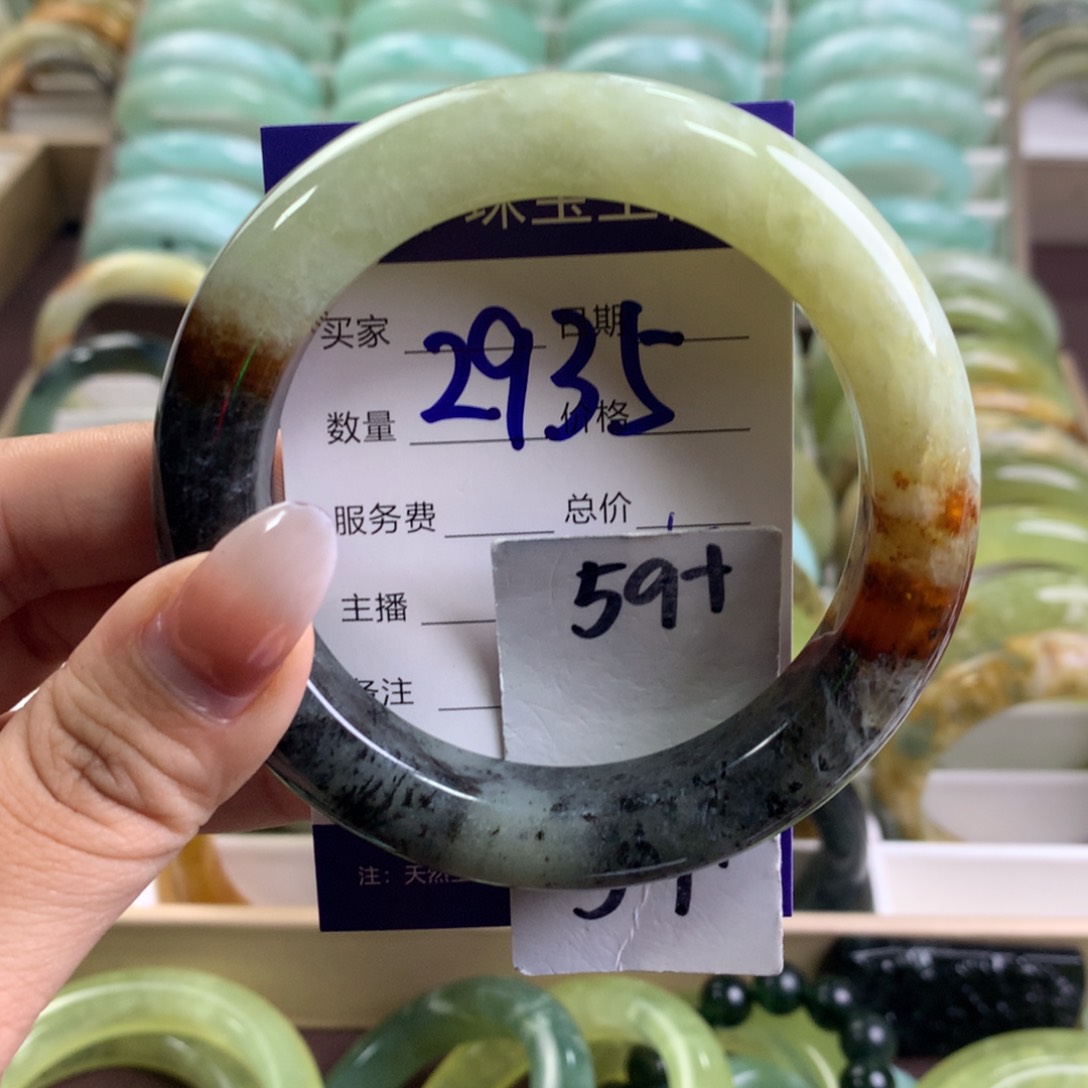 珠宝
买家 日期
2935
数量 价格
服务费 总价
59+
主播
备注
注：天然